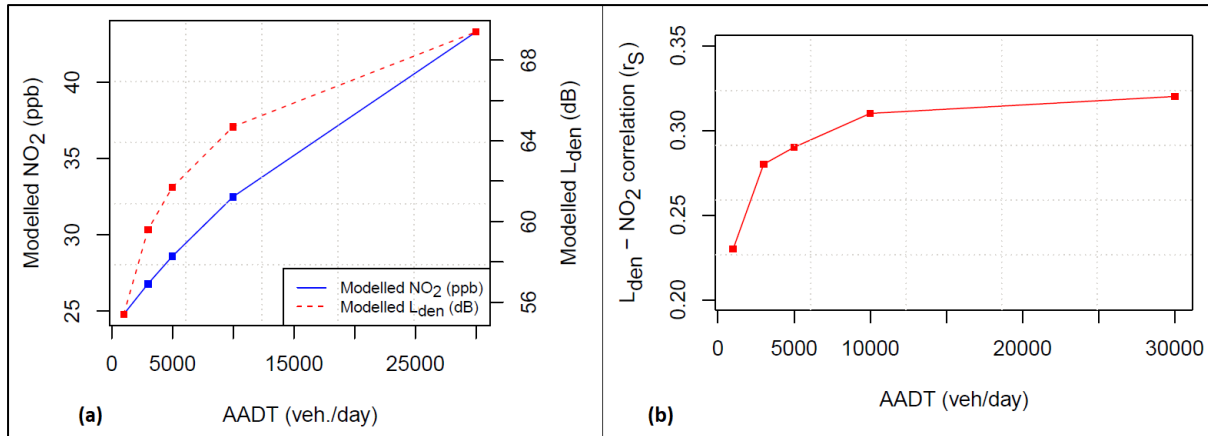 Modelled NO2 (ppb)
25
30
35
40
Modelled Lden (dB)
56
60
64
68
Modelled NO2 (ppb)
Modelled Lden (dB)
0
5000
15000
25000
AADT (veh./day)
(a)
Lden − NO2 correlation (rS)
0.20
0.25
0.30
0.35
0
5000
10000
20000
30000
AADT (veh/day)
(b)